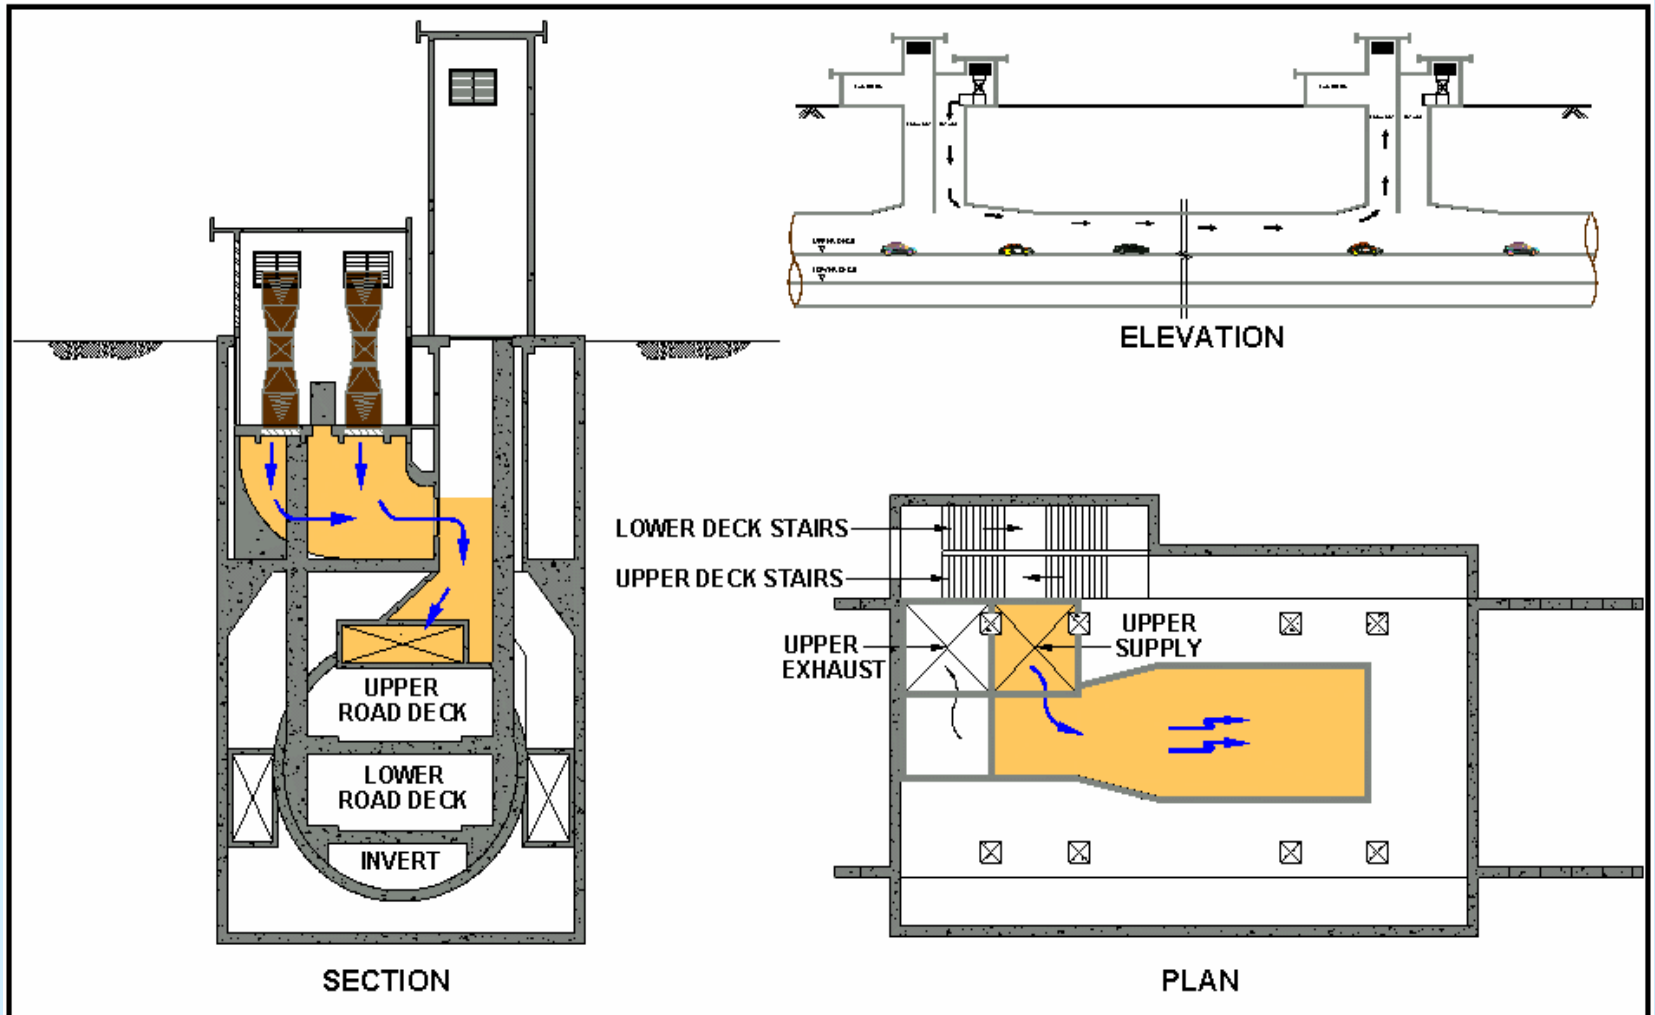 ELEVATION
UPPER
ROAD DECK
LOWER
ROAD DECK
INVERT
SECTION
LOWER DECK STAIRS
UPPER DECK STAIRS
UPPER
EXHAUST
UPPER
SUPPLY
PLAN